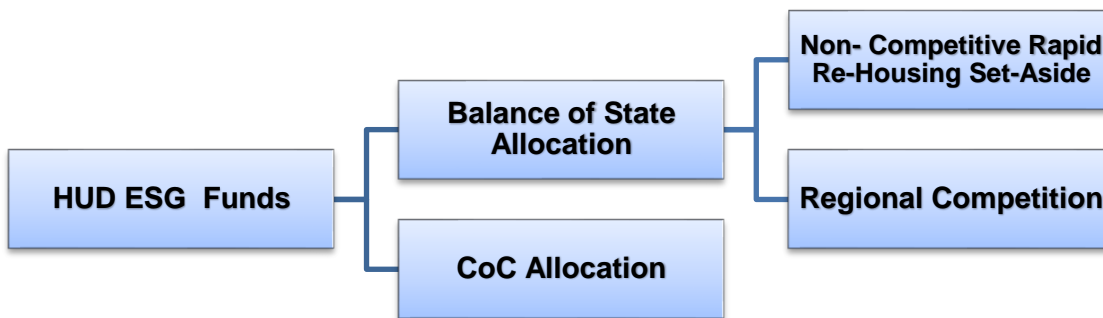 HUD ESG  Funds
Balance of State
Allocation
CoC Allocation
Non- Competitive Rapid
Re-Housing Set-Aside
Regional Competition